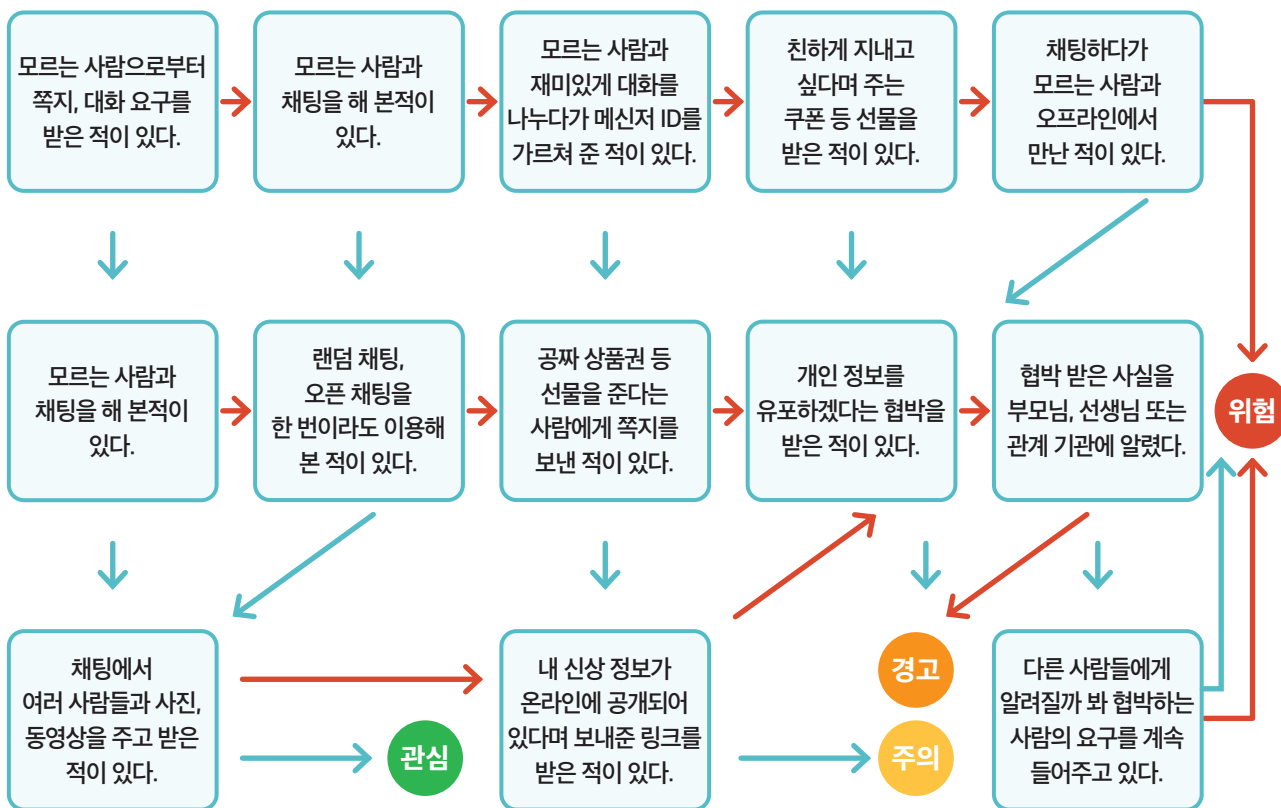 모르는 사람으로부터
쪽지, 대화 요구를
받은 적이 있다.
모르는 사람과
채팅을 해 본적이
있다.
모르는 사람과
재미있게 대화를
나누다가 메신저 ID를
가르쳐 준 적이 있다.
친하게 지내고
싶다며 주는
쿠폰 등 선물을
받은 적이 있다.
채팅하다가
모르는 사람과
오프라인에서
만난 적이 있다.
모르는 사람과
채팅을 해 본적이
있다.
랜덤 채팅,
오픈 채팅을
한 번이라도 이용해
본 적이 있다.
공짜 상품권 등
선물을 준다는
사람에게 쪽지를
보낸 적이 있다.
개인 정보를
유포하겠다는 협박을
받은 적이 있다.
협박 받은 사실을
부모님, 선생님 또는
관계 기관에 알렸다.
위험
채팅에서
여러 사람들과 사진,
동영상을 주고 받은
적이 있다.
관심
내 신상 정보가
온라인에 공개되어
있다며 보내준 링크를
받은 적이 있다.
경고
주의
다른 사람들에게
알려질까 봐 협박하는
사람의 요구를 계속
들어주고 있다.